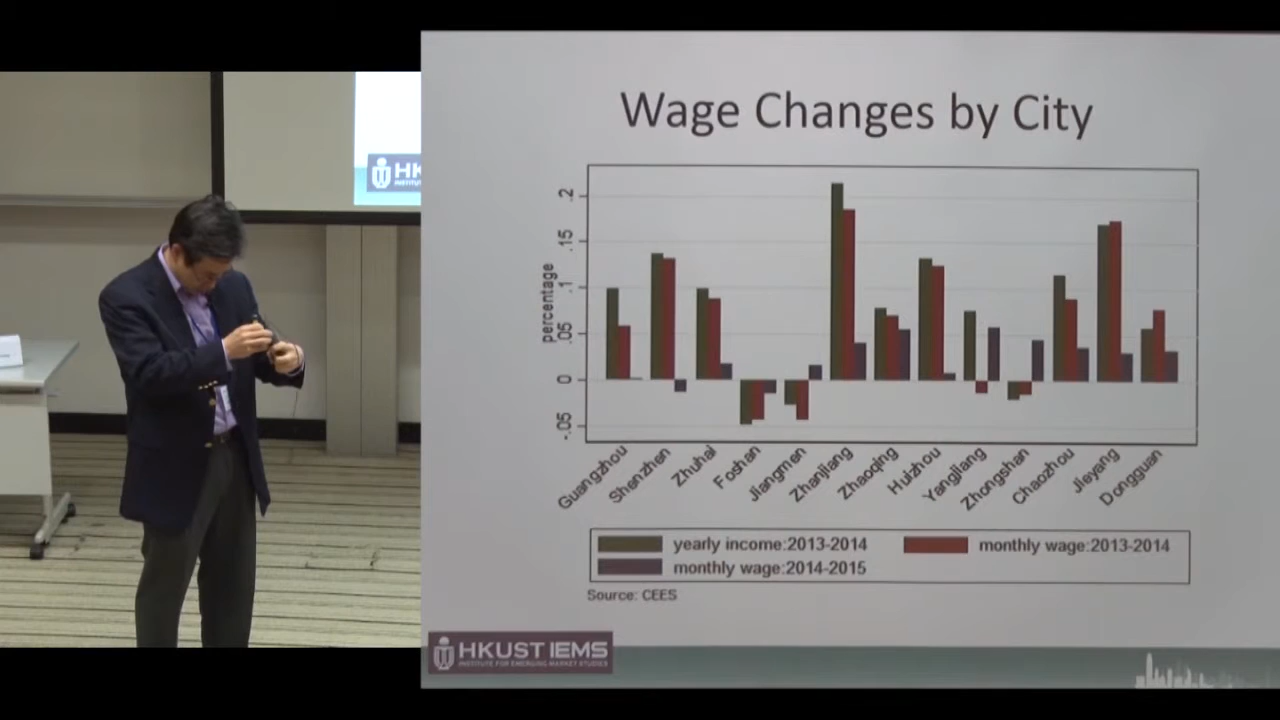 HK
Wage Changes by City
percentage
.2
.15
.1
.05
0
-.05
Guangzhou
Shenzhen
Zhuhai
Foshan
Jiangmen
Zhanjiang
Zhaoqing
Huizhou
Yangjiang
Zhongshan
Chaozhou
Jieyang
Dongguan
yearly income:2013-2014
monthly wage:2013-2014
monthly wage:2014-2015
Source: CEES
HKUST IEMS
INSTITUTE FOR EMERGING MARKET STUDIES